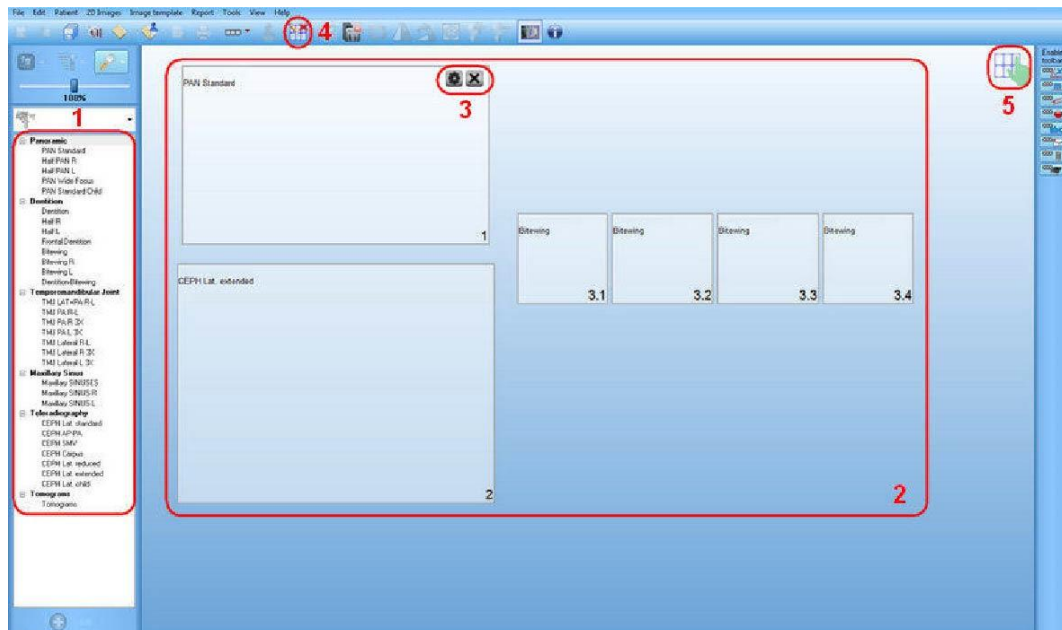 File Edit Patient 2D Images Image template Report Tools View Help
4
100%
1
Panoramic
PAN Standard
Half PAN R
Half PAN L
PAN Wide Focus
PAN Standard Child
Dentition
Dentition
Half R
Half L
Frontal Dentition
Bitewing
Bitewing R
Bitewing L
Dentition Bitewing
Temporomandibular Joint
TMJ LAT+PA R-L
TMJ PA R-L
TMJ PA R 3X
TMJ PA L 3X
TMJ Lateral R-L
TMJ Lateral R 3X
TMJ Lateral L 3X
Maxillary Sinus
Maxillary SINUSES
Maxillary SINUS-R
Maxillary SINUS-L
Teleradiography
CEPH Lat. standard
CEPH AP/PA
CEPH SMV
CEPH Carpus
CEPH Lat. reduced
CEPH Lat. extended
CEPH Lat. child
Tomograms
Tomograms
PAN Standard
3
1
CEPH Lat. extended
2
Bitewing
3.1
Bitewing
3.2
Bitewing
3.3
Bitewing
3.4
2
5
toolbar